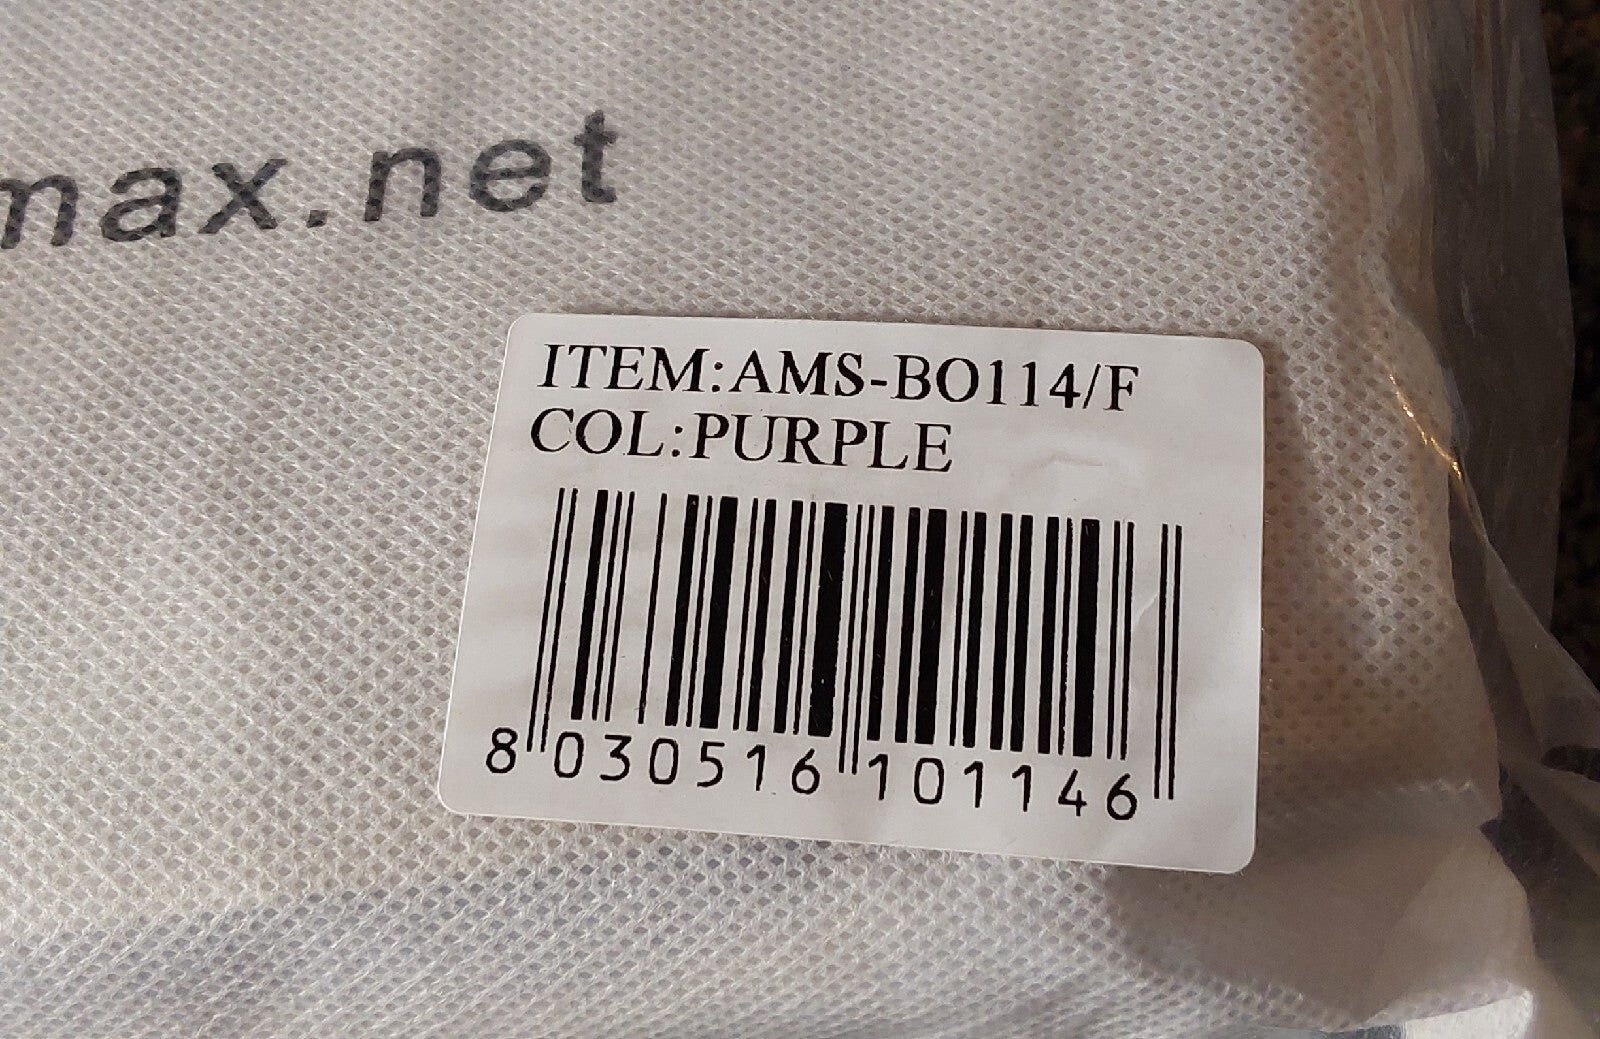 max.net
ITEM:AMS-BO114/F
COL:PURPLE
8 030516 101146